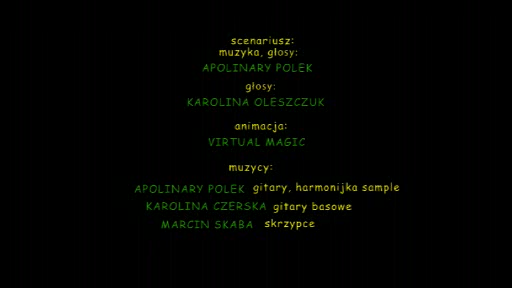 scenariusz:
muzyka, głosy:
APOLINARY POLEK
głosy:
KAROLINA OLESZCZUK
animacja:
VIRTUAL MAGIC
muzycy:
APOLINARY POLEK gitary, harmonijka sample
KAROLINA CZERSKA gitary basowe
MARCIN SKABA skrzypce